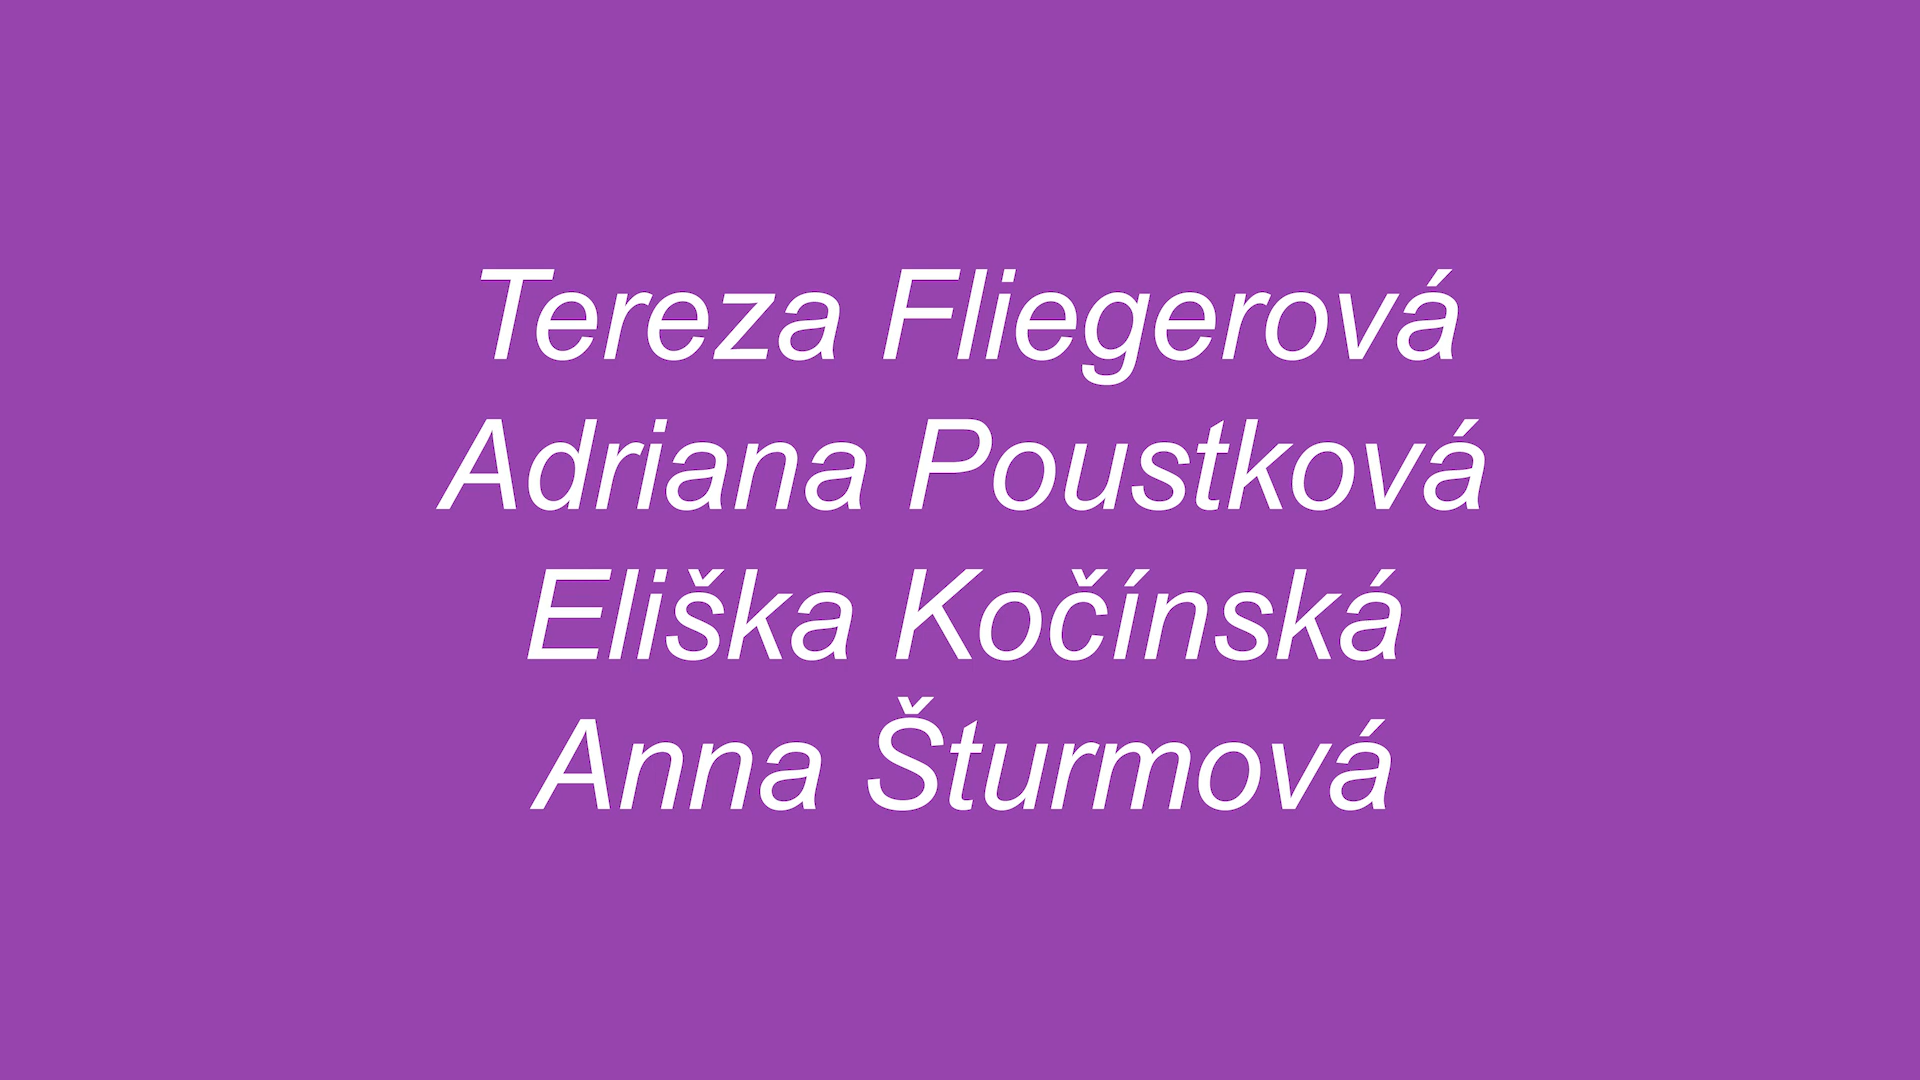 Tereza Fliegerová
Adriana Poustková
Eliška Kočínská
Anna Šturmová